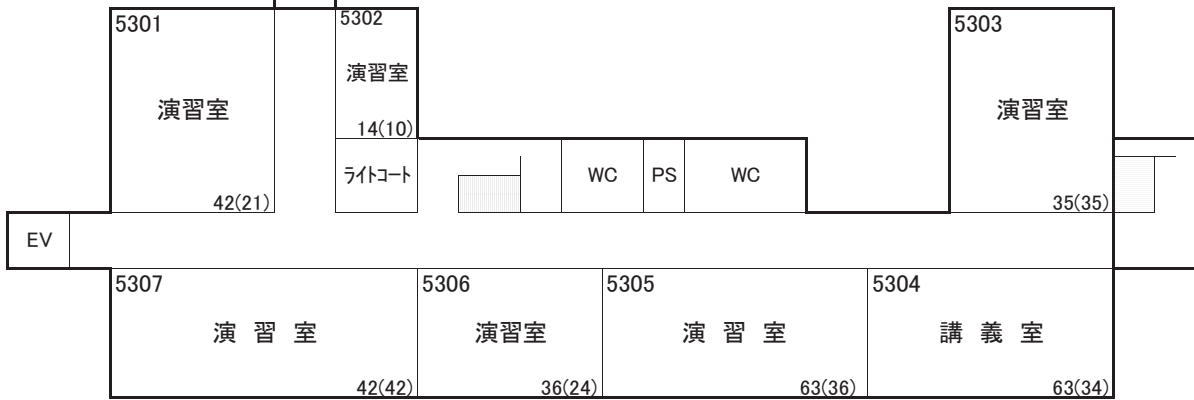 5301
演習室
42(21)
5302
演習室
14(10)
ライトコート
WC
PS
WC
5303
演習室
35(35)
EV
5307
演 習 室
42(42)
5306
演習室
36(24)
5305
演 習 室
63(36)
5304
講 義 室
63(34)